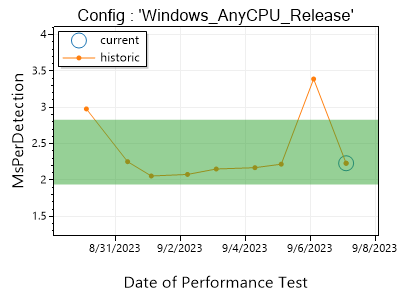 Config : 'Windows_AnyCPU_Release'
current
historic
MsPerDetection
4
3.5
3
2.5
2
1.5
8/31/2023 9/2/2023 9/4/2023 9/6/2023 9/8/2023
Date of Performance Test